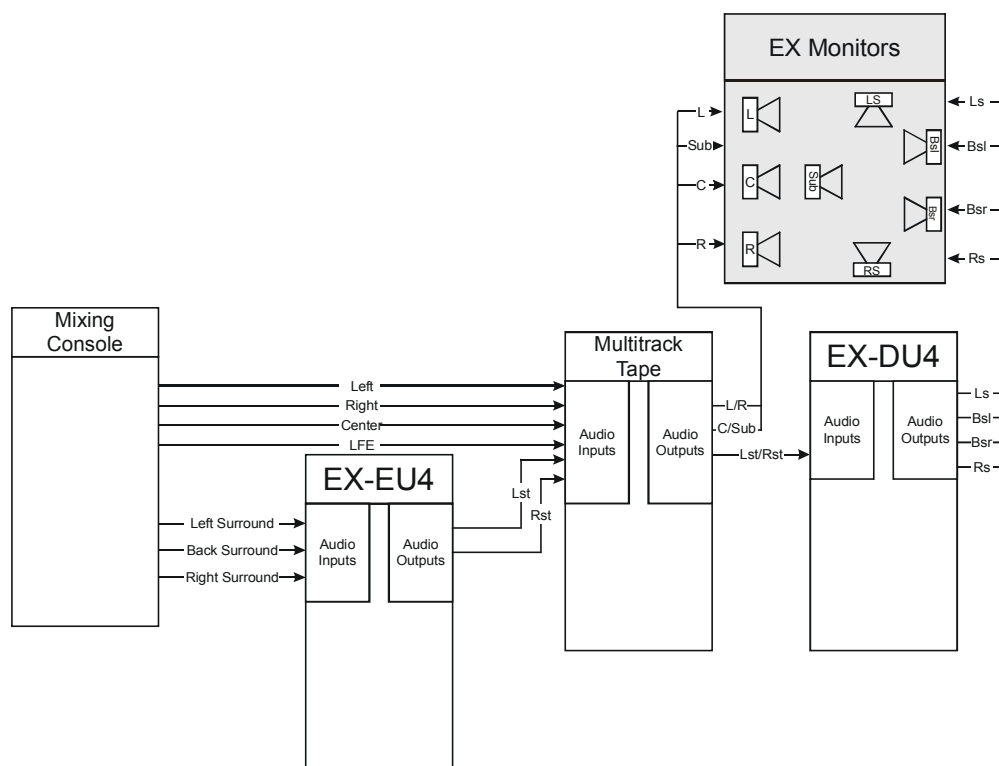 EX Monitors
L
Sub
C
R
L
C
R
Sub
LS
RS
Bsl
Bsr
Ls
Bsl
Bsr
Rs
Mixing
Console
Left
Right
Center
LFE
Left Surround
Back Surround
Right Surround
EX-EU4
Audio
Inputs
Audio
Outputs
Lst
Rst
Multitrack
Tape
Audio
Inputs
Audio
Outputs
L/R
C/Sub
Lst/Rst
EX-DU4
Audio
Inputs
Audio
Outputs
Ls
Bsl
Bsr
Rs